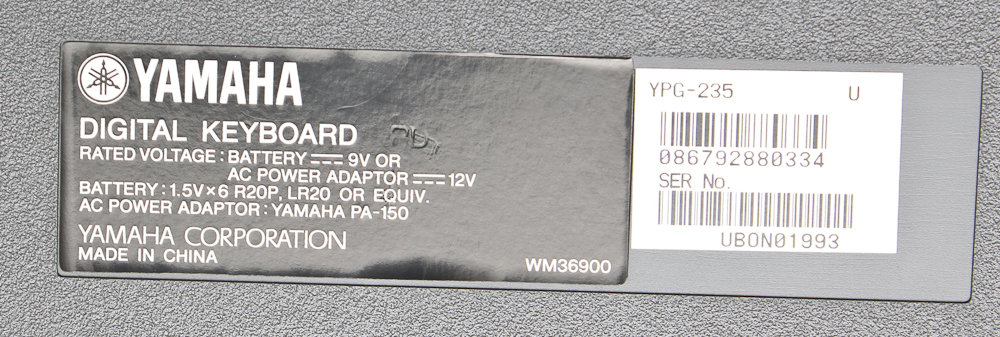 YAMAHA
DIGITAL KEYBOARD
RATED VOLTAGE : BATTERY ⎓ 9V OR
AC POWER ADAPTOR ⎓ 12V
BATTERY : 1.5V×6 R20P, LR20 OR EQUIV.
AC POWER ADAPTOR : YAMAHA PA-150
YAMAHA CORPORATION
MADE IN CHINA
WM36900
YPG-235 U
086792880334
SER No.
UBON01993